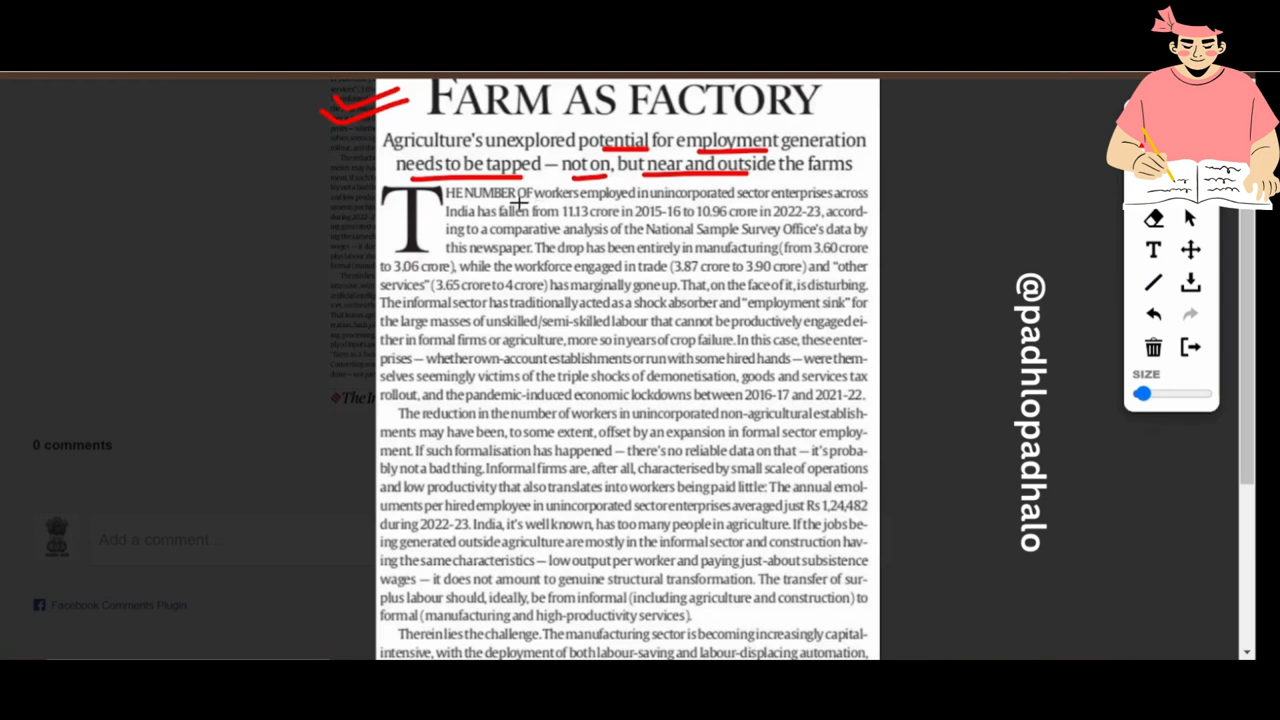 FARM AS FACTORY
Agriculture's unexplored potential for employment generation
needs to be tapped — not on, but near and outside the farms
THE NUMBER OF workers employed in unincorporated sector enterprises across
India has fallen from 11.13 crore in 2015-16 to 10.96 crore in 2022-23, accord-
ing to a comparative analysis of the National Sample Survey Office's data by
this newspaper. The drop has been entirely in manufacturing (from 3.60 crore
to 3.06 crore), while the workforce engaged in trade (3.87 crore to 3.90 crore) and "other
services" (3.65 crore to 4 crore) has marginally gone up. That, on the face of it, is disturbing.
The informal sector has traditionally acted as a shock absorber and "employment sink" for
the large masses of unskilled/semi-skilled labour that cannot be productively engaged ei-
ther in formal firms or agriculture, more so in years of crop failure. In this case, these enter-
prises — whether own-account establishments or run with some hired hands — were them-
selves seemingly victims of the triple shocks of demonetisation, goods and services tax
rollout, and the pandemic-induced economic lockdowns between 2016-17 and 2021-22.
The reduction in the number of workers in unincorporated non-agricultural establish-
ments may have been, to some extent, offset by an expansion in formal sector employ-
ment. If such formalisation has happened — there's no reliable data on that — it's proba-
bly not a bad thing. Informal firms are, after all, characterised by small scale of operations
and low productivity that also translates into workers being paid little: The annual emol-
uments per hired employee in unincorporated sector enterprises averaged just Rs 1,24,482
during 2022-23. India, it's well known, has too many people in agriculture. If the jobs be-
ing generated outside agriculture are mostly in the informal sector and construction hav-
ing the same characteristics — low output per worker and paying just-about subsistence
wages — it does not amount to genuine structural transformation. The transfer of sur-
plus labour should, ideally, be from informal (including agriculture and construction) to
formal (manufacturing and high-productivity services).
Therein lies the challenge. The manufacturing sector is becoming increasingly capital-
intensive, with the deployment of both labour-saving and labour-displacing automation,
0 comments
Add a comment...
Facebook Comments Plugin
T
SIZE
@padhlopadhalo